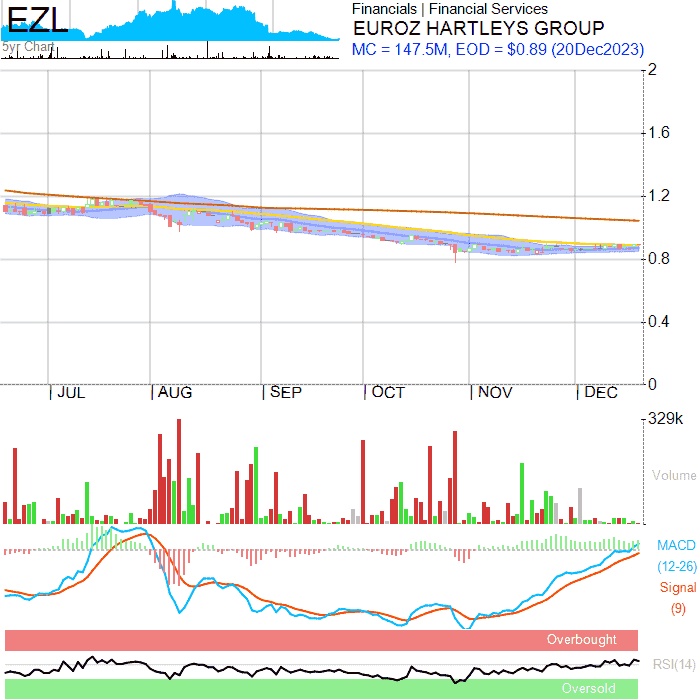 EZL
5yr Chart
Financials | Financial Services
EUROZ HARTLEYS GROUP
MC = 147.5M, EOD = $0.89 (20Dec2023)
2
1.6
1.2
0.8
0.4
0
JUL AUG SEP OCT NOV DEC
329k
Volume
MACD
(12-26)
Signal
(9)
Overbought
RSI(14)
Oversold